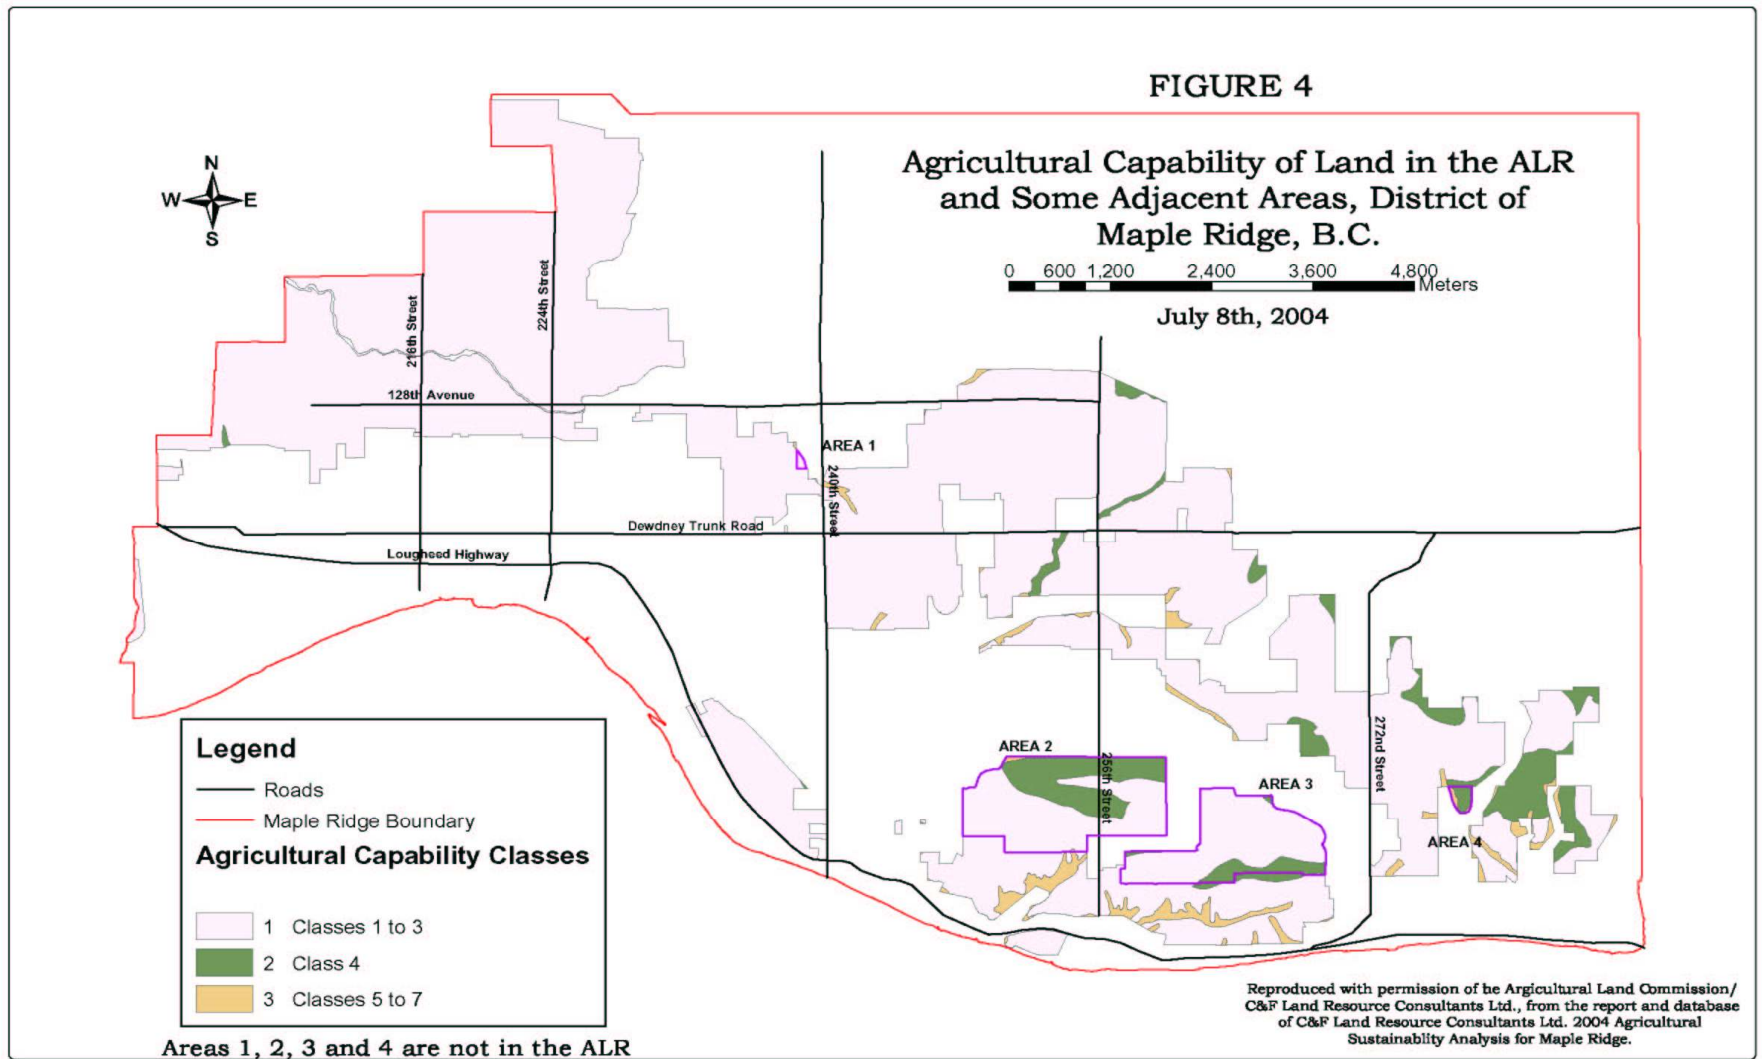 FIGURE 4
Agricultural Capability of Land in the ALR
and Some Adjacent Areas, District of
Maple Ridge, B.C.
0 600 1,200 2,400 3,600 4,800
Meters
July 8th, 2004
N
W E
S
216th Street
224th Street
128th Avenue
AREA 1
240th Street
Dewdney Trunk Road
Lougheed Highway
AREA 2
256th Street
AREA 3
272nd Street
AREA 4
Legend
Roads
Maple Ridge Boundary
Agricultural Capability Classes
1 Classes 1 to 3
2 Class 4
3 Classes 5 to 7
Areas 1, 2, 3 and 4 are not in the ALR
Reproduced with permission of he Argicultural Land Commission/
C&F Land Resource Consultants Ltd., from the report and database
of C&F Land Resource Consultants Ltd. 2004 Agricultural
Sustainablity Analysis for Maple Ridge.